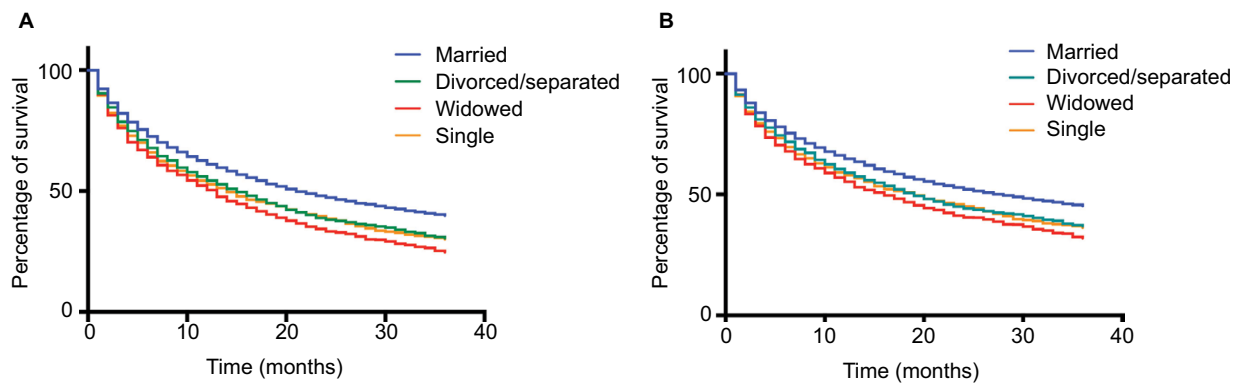 A
Percentage of survival
100
50
0
0 10 20 30 40
Time (months)
Married
Divorced/separated
Widowed
Single
B
Percentage of survival
100
50
0
0 10 20 30 40
Time (months)
Married
Divorced/separated
Widowed
Single